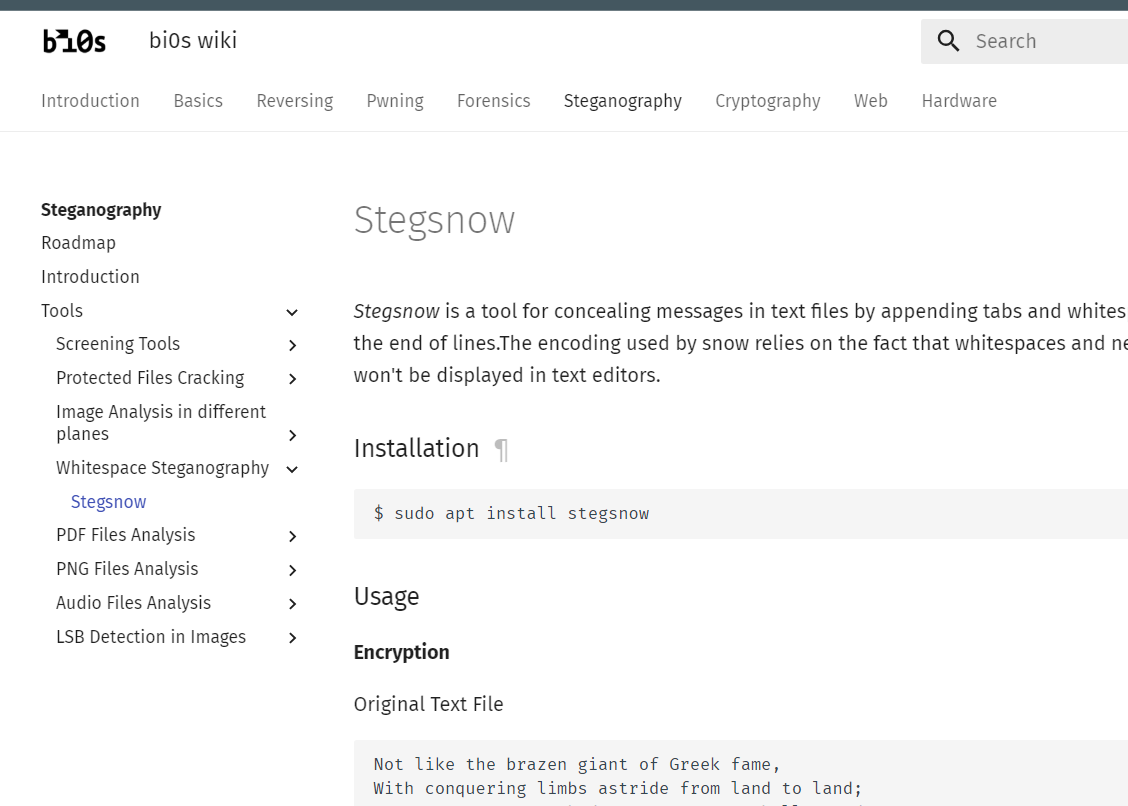 bi0s bi0s wiki Search
Introduction Basics Reversing Pwning Forensics Steganography Cryptography Web Hardware
Steganography
Roadmap
Introduction
Tools
Screening Tools
Protected Files Cracking
Image Analysis in different
planes
Whitespace Steganography
Stegsnow
PDF Files Analysis
PNG Files Analysis
Audio Files Analysis
LSB Detection in Images
Stegsnow
Stegsnow is a tool for concealing messages in text files by appending tabs and whites
the end of lines.The encoding used by snow relies on the fact that whitespaces and ne
won't be displayed in text editors.
Installation ¶
$ sudo apt install stegsnow
Usage
Encryption
Original Text File
Not like the brazen giant of Greek fame,
With conquering limbs astride from land to land;